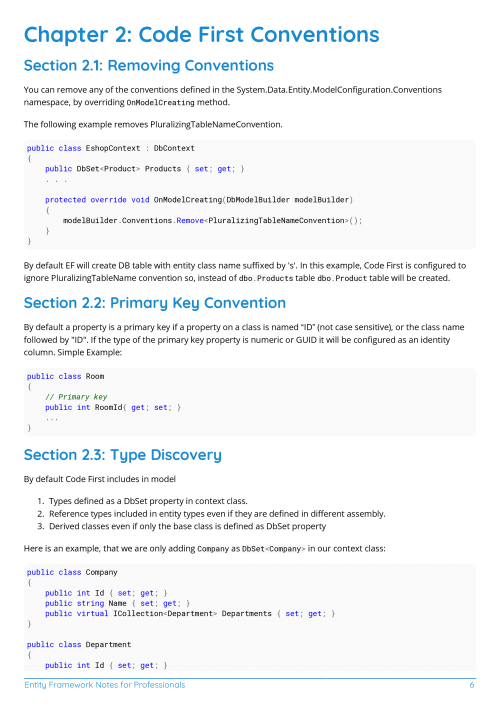 Chapter 2: Code First Conventions
Section 2.1: Removing Conventions
You can remove any of the conventions defined in the System.Data.Entity.ModelConfiguration.Conventions
namespace, by overriding OnModelCreating method.
The following example removes PluralizingTableNameConvention.
public class EshopContext : DbContext
{
    public DbSet<Product> Products { set; get; }
    . . .
    protected override void OnModelCreating(DbModelBuilder modelBuilder)
    {
        modelBuilder.Conventions.Remove<PluralizingTableNameConvention>();
    }
}
By default EF will create DB table with entity class name suffixed by 's'. In this example, Code First is configured to
ignore PluralizingTableName convention so, instead of dbo.Products table dbo.Product table will be created.
Section 2.2: Primary Key Convention
By default a property is a primary key if a property on a class is named “ID” (not case sensitive), or the class name
followed by "ID". If the type of the primary key property is numeric or GUID it will be configured as an identity
column. Simple Example:
public class Room
{
    // Primary key
    public int RoomId{ get; set; }
    ...
}
Section 2.3: Type Discovery
By default Code First includes in model
1. Types defined as a DbSet property in context class.
2. Reference types included in entity types even if they are defined in different assembly.
3. Derived classes even if only the base class is defined as DbSet property
Here is an example, that we are only adding Company as DbSet<Company> in our context class:
public class Company
{
    public int Id { set; get; }
    public string Name { set; get; }
    public virtual ICollection<Department> Departments { set; get; }
}
public class Department
{
    public int Id { set; get; }
Entity Framework Notes for Professionals 6